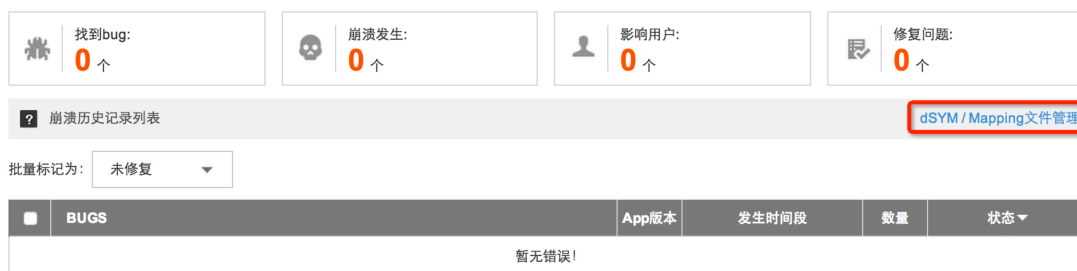 找到bug: 崩溃发生: 影响用户: 修复问题:
0 个 0 个 0 个 0 个
? 崩溃历史记录列表 dSYM / Mapping文件管理
批量标记为: 未修复
BUGS App版本 发生时间段 数量 状态
暂无错误!